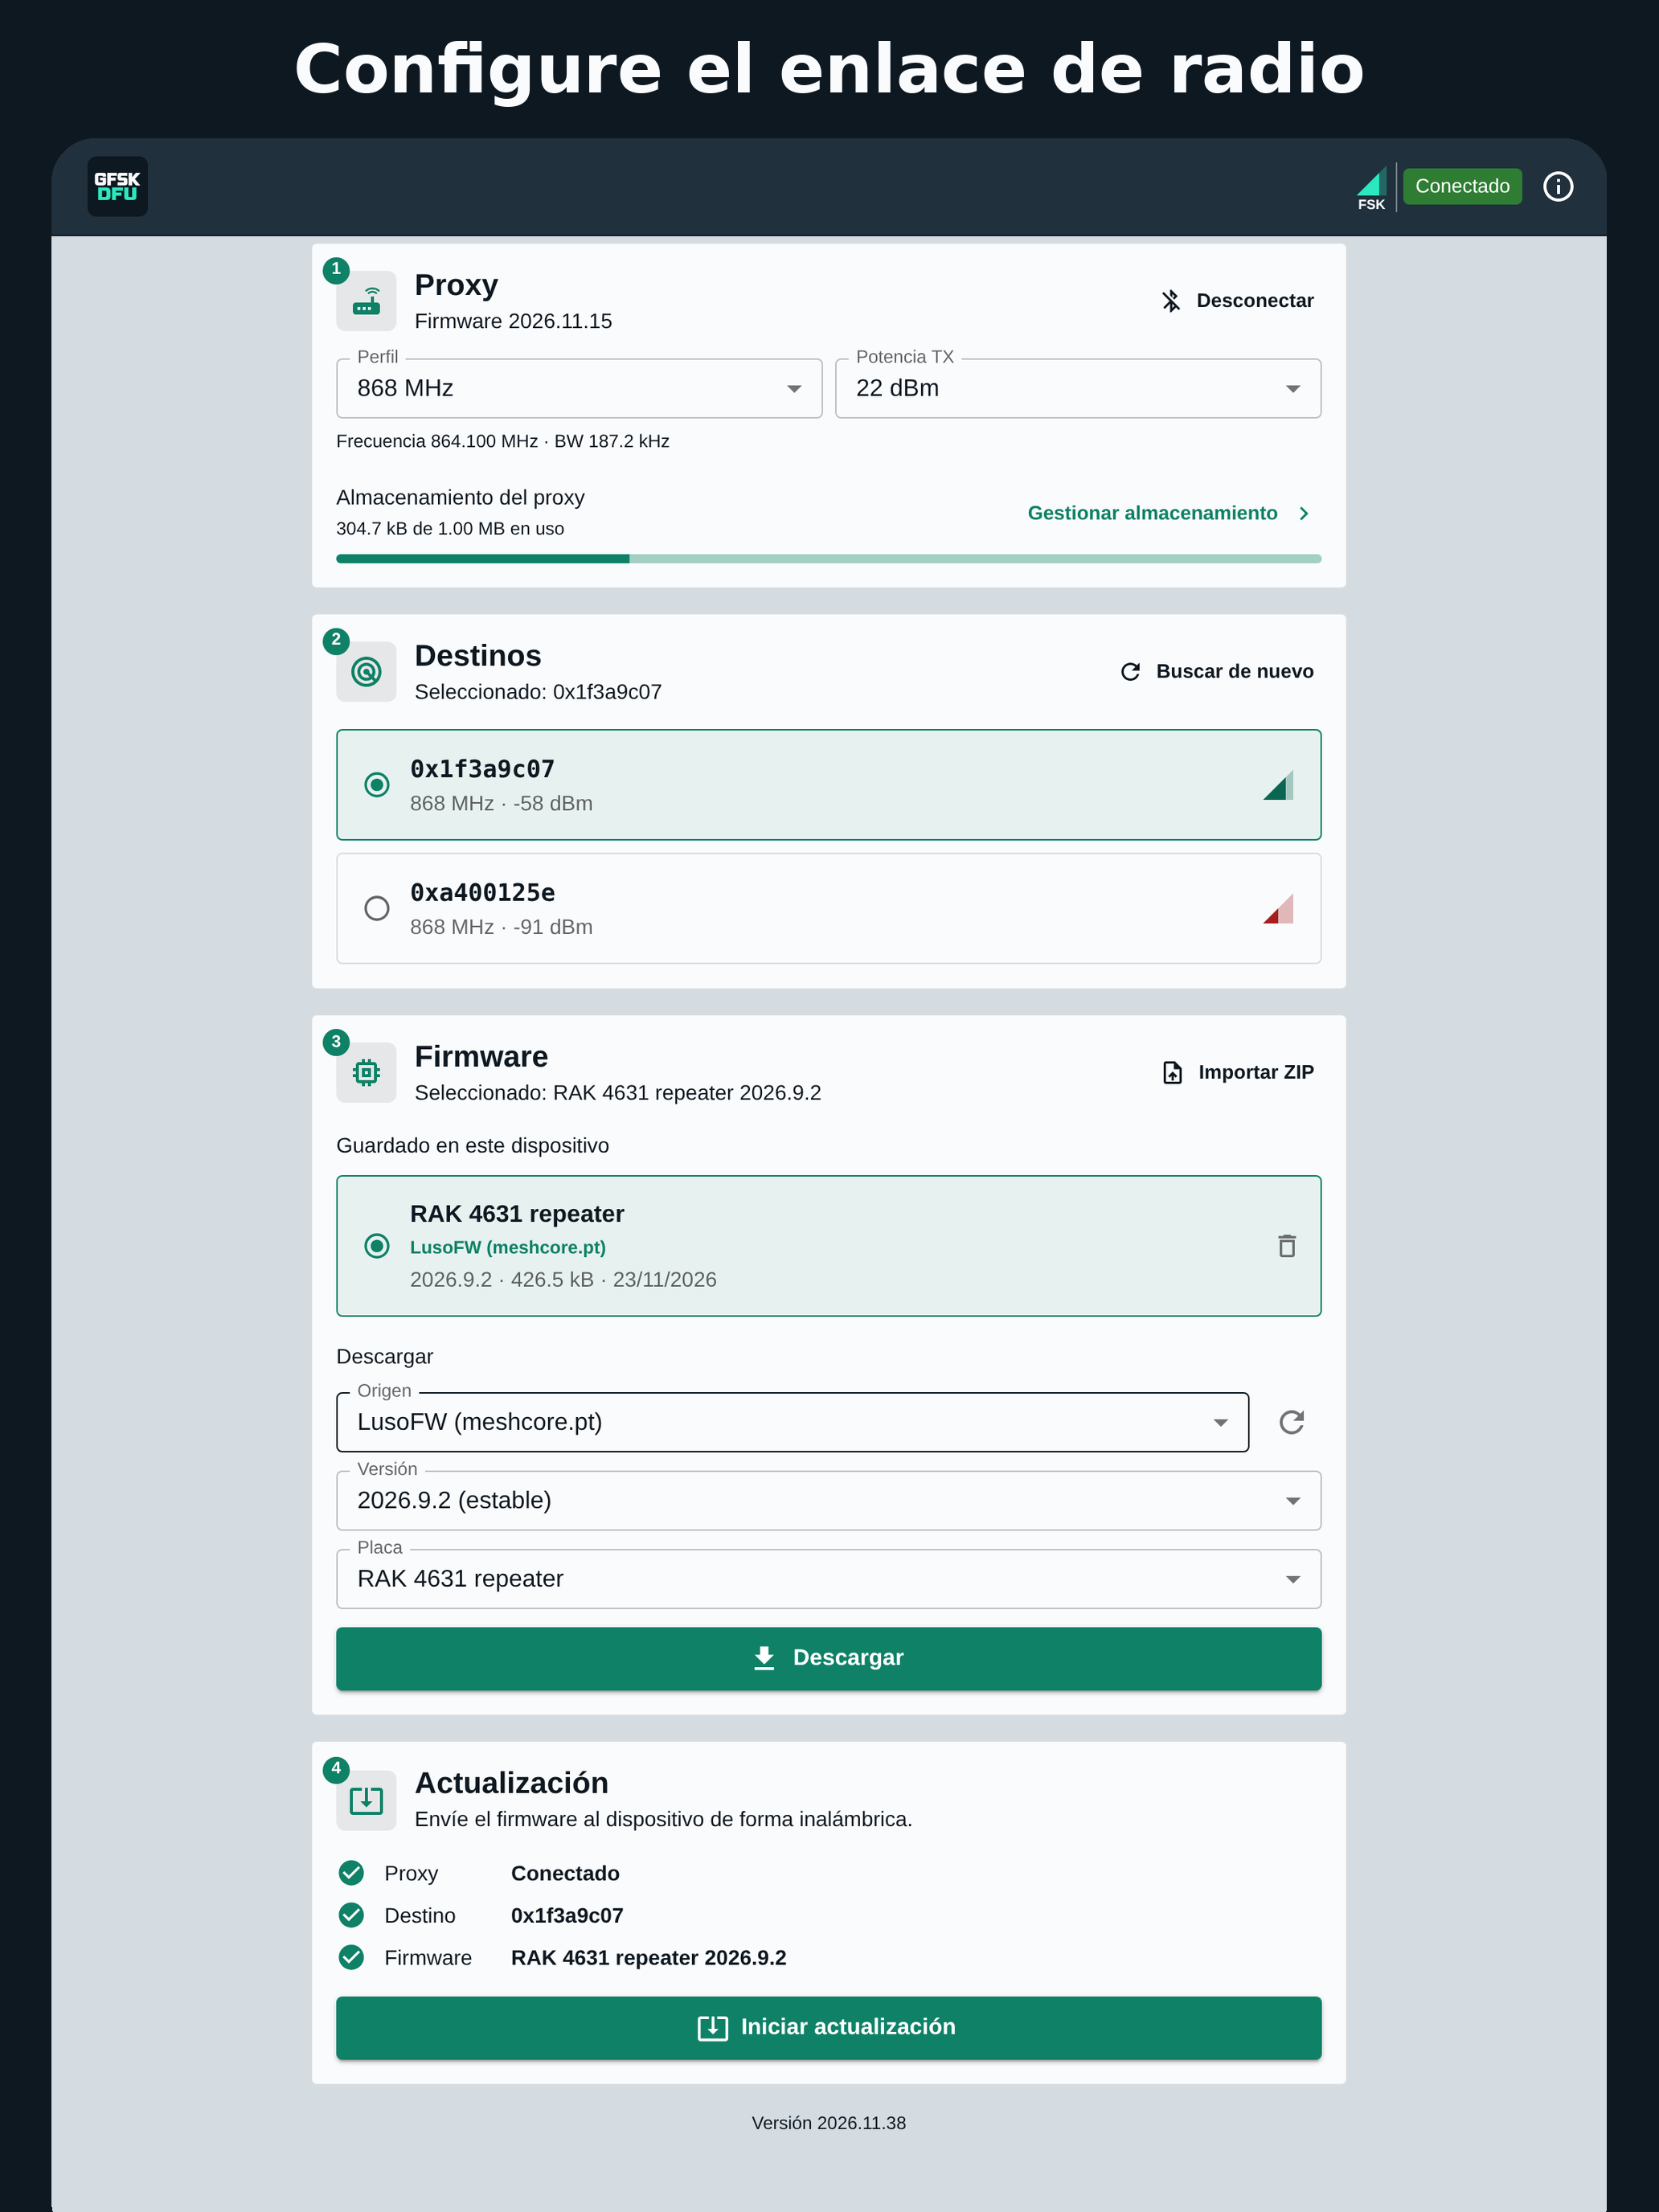 Configure el enlace de radio
GFSK
DFU
FSK
Conectado
1
Proxy
Firmware 2026.11.15
Desconectar
Perfil
868 MHz
Potencia TX
22 dBm
Frecuencia 864.100 MHz · BW 187.2 kHz
Almacenamiento del proxy
304.7 kB de 1.00 MB en uso
Gestionar almacenamiento
2
Destinos
Seleccionado: 0x1f3a9c07
Buscar de nuevo
0x1f3a9c07
868 MHz · -58 dBm
0xa400125e
868 MHz · -91 dBm
3
Firmware
Seleccionado: RAK 4631 repeater 2026.9.2
Importar ZIP
Guardado en este dispositivo
RAK 4631 repeater
LusoFW (meshcore.pt)
2026.9.2 · 426.5 kB · 23/11/2026
Descargar
Origen
LusoFW (meshcore.pt)
Versión
2026.9.2 (estable)
Placa
RAK 4631 repeater
Descargar
4
Actualización
Envíe el firmware al dispositivo de forma inalámbrica.
Proxy Conectado
Destino 0x1f3a9c07
Firmware RAK 4631 repeater 2026.9.2
Iniciar actualización
Versión 2026.11.38